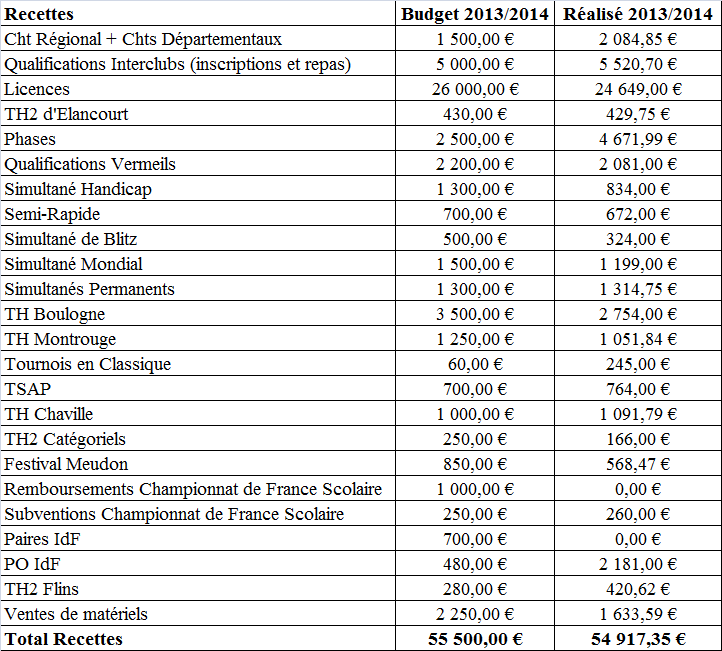 Recettes Budget 2013/2014 Réalisé 2013/2014
Cht Régional + Chts Départementaux 1 500,00 € 2 084,85 €
Qualifications Interclubs (inscriptions et repas) 5 000,00 € 5 520,70 €
Licences 26 000,00 € 24 649,00 €
TH2 d'Elancourt 430,00 € 429,75 €
Phases 2 500,00 € 4 671,99 €
Qualifications Vermeils 2 200,00 € 2 081,00 €
Simultané Handicap 1 300,00 € 834,00 €
Semi-Rapide 700,00 € 672,00 €
Simultané de Blitz 500,00 € 324,00 €
Simultané Mondial 1 500,00 € 1 199,00 €
Simultanés Permanents 1 300,00 € 1 314,75 €
TH Boulogne 3 500,00 € 2 754,00 €
TH Montrouge 1 250,00 € 1 051,84 €
Tournois en Classique 60,00 € 245,00 €
TSAP 700,00 € 764,00 €
TH Chaville 1 000,00 € 1 091,79 €
TH2 Catégoriels 250,00 € 166,00 €
Festival Meudon 850,00 € 568,47 €
Remboursements Championnat de France Scolaire 1 000,00 € 0,00 €
Subventions Championnat de France Scolaire 250,00 € 260,00 €
Paires IdF 700,00 € 0,00 €
PO IdF 480,00 € 2 181,00 €
TH2 Flins 280,00 € 420,62 €
Ventes de matériels 2 250,00 € 1 633,59 €
Total Recettes 55 500,00 € 54 917,35 €